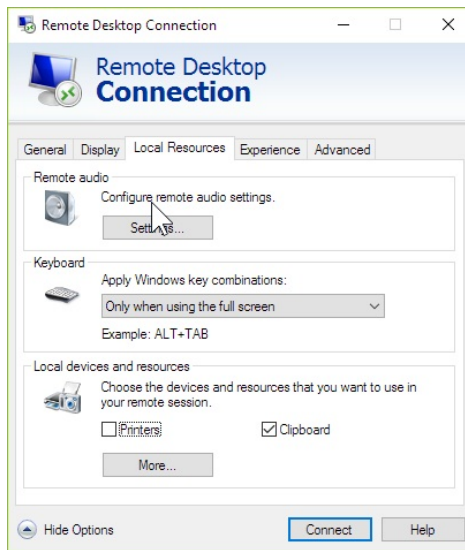 Remote Desktop Connection
Remote Desktop
Connection
General Display Local Resources Experience Advanced
Remote audio
Configure remote audio settings.
Settings...
Keyboard
Apply Windows key combinations:
Only when using the full screen
Example: ALT+TAB
Local devices and resources
Choose the devices and resources that you want to use in
your remote session.
Printers Clipboard
More...
Hide Options Connect Help